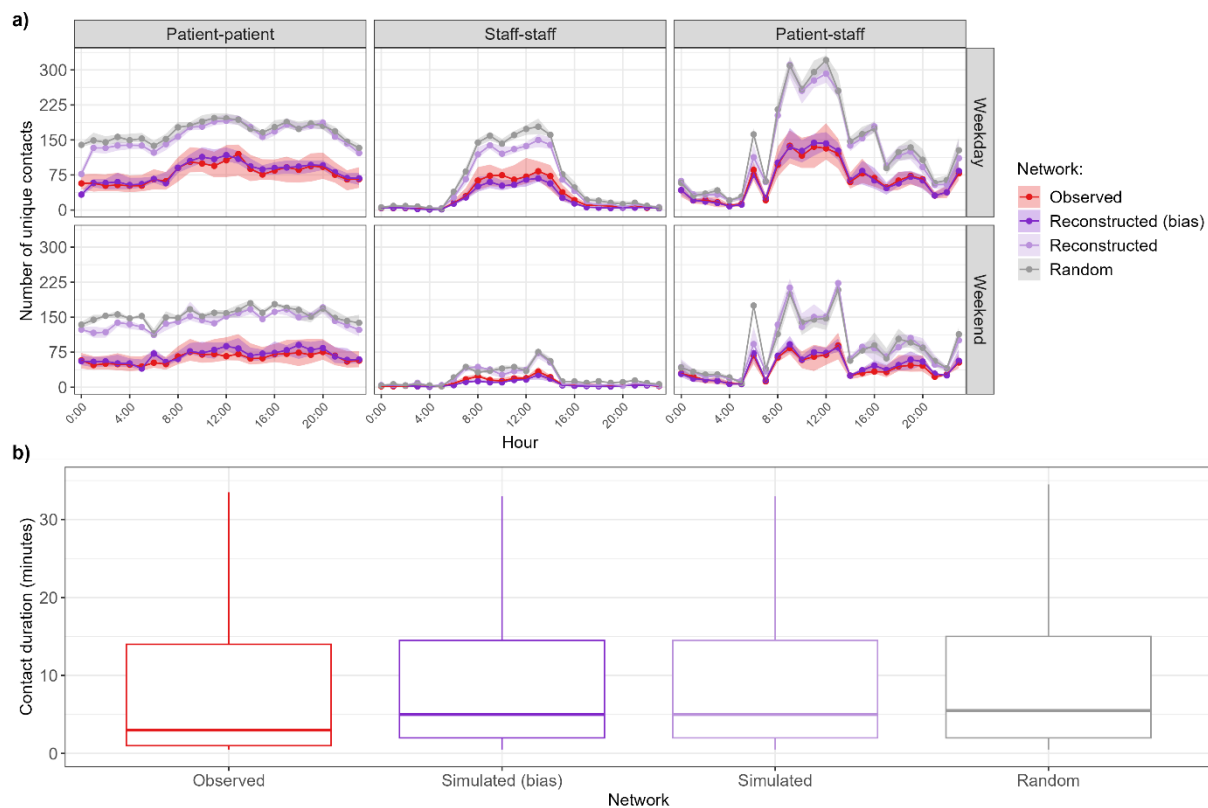 a)
Patient-patient
Staff-staff
Patient-staff
Number of unique contacts
300
225
150
75
0
Weekday
300
225
150
75
0
Weekend
0:00 4:00 8:00 12:00 16:00 20:00
0:00 4:00 8:00 12:00 16:00 20:00
0:00 4:00 8:00 12:00 16:00 20:00
Hour
Network:
Observed
Reconstructed (bias)
Reconstructed
Random
b)
Contact duration (minutes)
30
20
10
0
Observed
Simulated (bias)
Simulated
Random
Network